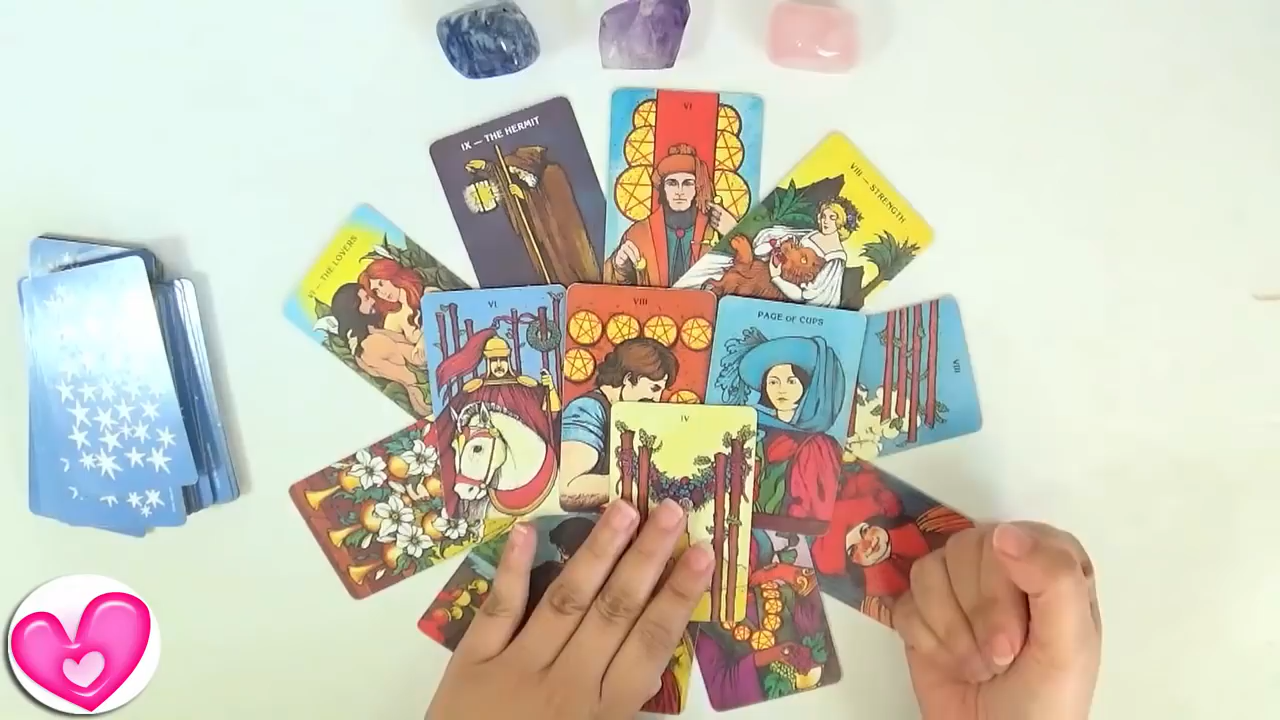 IX — THE HERMIT
VI
VIII — STRENGTH
VI — THE LOVERS
VI
VIII
PAGE OF CUPS
VIII
IV